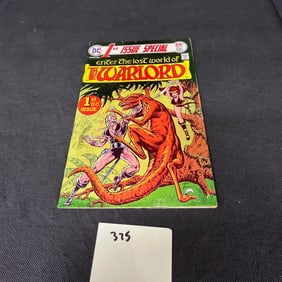 DC
1ST ISSUE SPECIAL
enter the lost world of
THE WARLORD
1ST
ISSUE
375